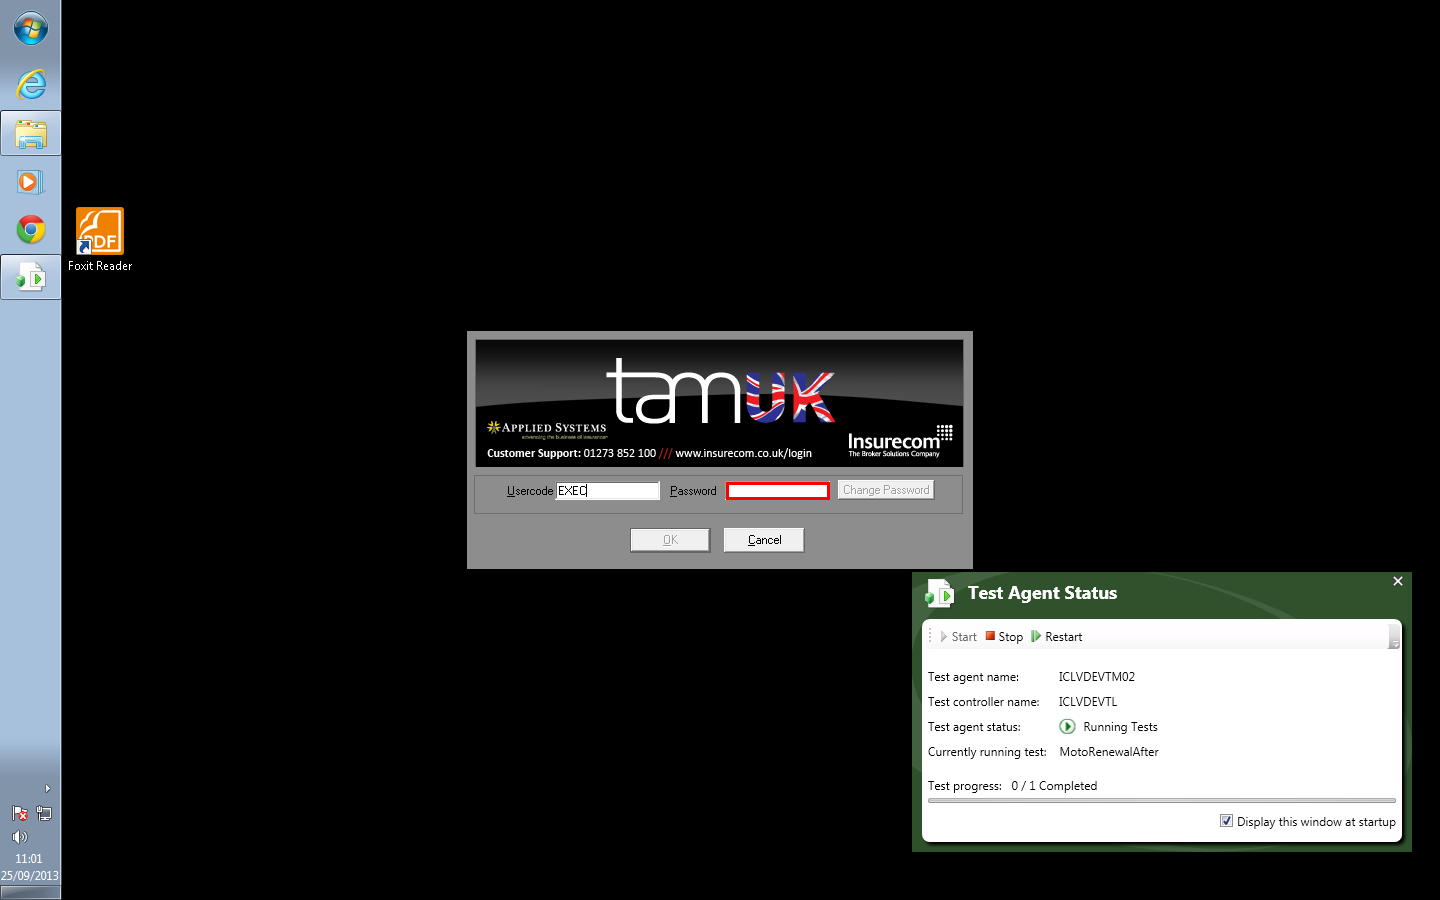 PDF
Foxit Reader
tamUK
APPLIED SYSTEMS
advancing the business of insurance
Insurecom
The Broker Solutions Company
Customer Support: 01273 852 100 /// www.insurecom.co.uk/login
Usercode EXEC Password Change Password
OK Cancel
Test Agent Status
Start Stop Restart
Test agent name: ICLVDEVTM02
Test controller name: ICLVDEVTL
Test agent status: Running Tests
Currently running test: MotoRenewalAfter
Test progress: 0 / 1 Completed
Display this window at startup
11:01
25/09/2013